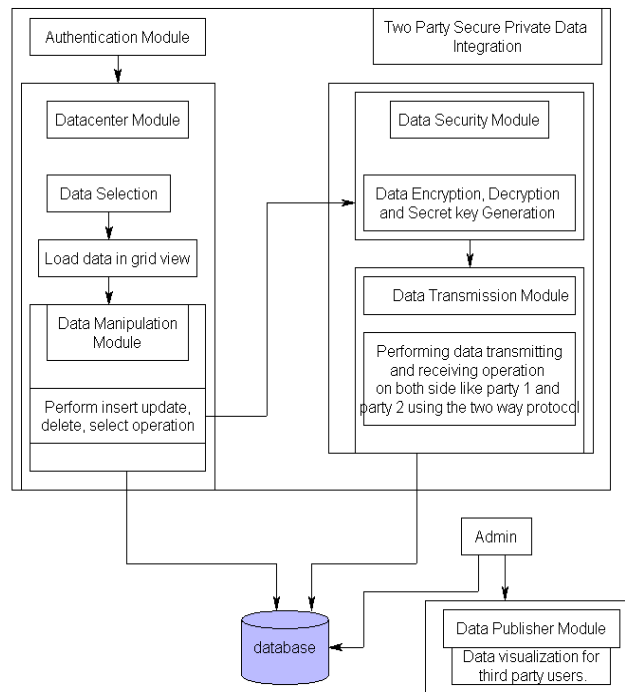 Two Party Secure Private Data
Integration
Authentication Module
Datacenter Module
Data Selection
Load data in grid view
Data Manipulation
Module
Perform insert update,
delete, select operation
Data Security Module
Data Encryption, Decryption
and Secret key Generation
Data Transmission Module
Performing data transmitting
and receiving operation
on both side like party 1 and
party 2 using the two way protocol
Admin
database
Data Publisher Module
Data visualization for
third party users.